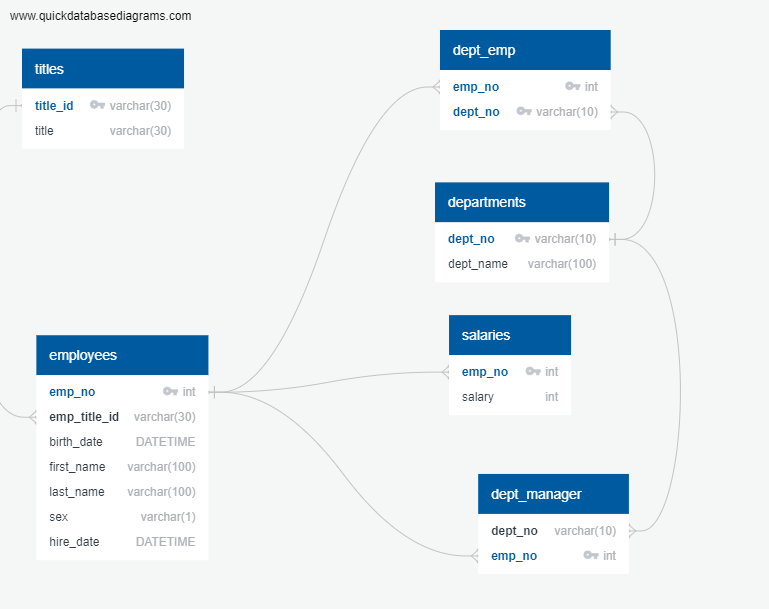 www.quickdatabasediagrams.com
titles
title_id varchar(30)
title varchar(30)
dept_emp
emp_no int
dept_no varchar(10)
departments
dept_no varchar(10)
dept_name varchar(100)
salaries
emp_no int
salary int
employees
emp_no int
emp_title_id varchar(30)
birth_date DATETIME
first_name varchar(100)
last_name varchar(100)
sex varchar(1)
hire_date DATETIME
dept_manager
dept_no varchar(10)
emp_no int